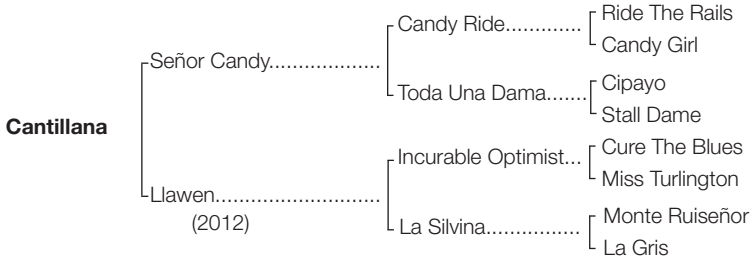 Ride The Rails
Candy Ride.............
Candy Girl
Señor Candy....................
Cipayo
Toda Una Dama.......
Stall Dame
Cantillana
Cure The Blues
Incurable Optimist...
Miss Turlington
Llawen..............................
(2012)
Monte Ruiseñor
La Silvina.................
La Gris